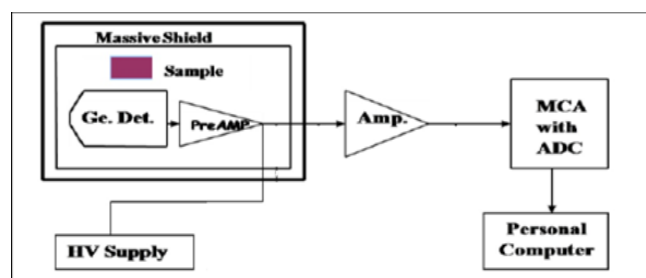 Massive Shield
Sample
Ge. Det.
PreAMP.
Amp.
MCA
with
ADC
HV Supply
Personal
Computer